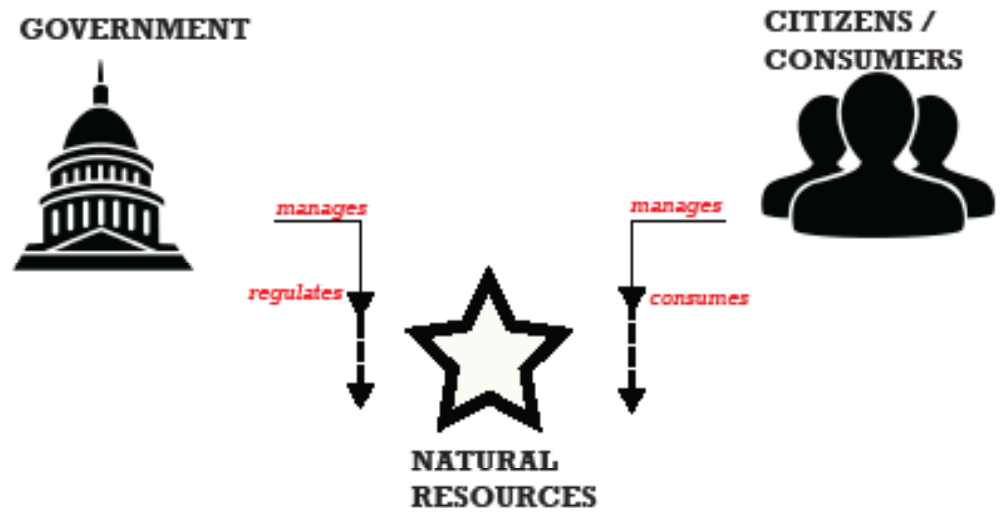 GOVERNMENT
CITIZENS /
CONSUMERS
manages
manages
regulates
consumes
NATURAL
RESOURCES